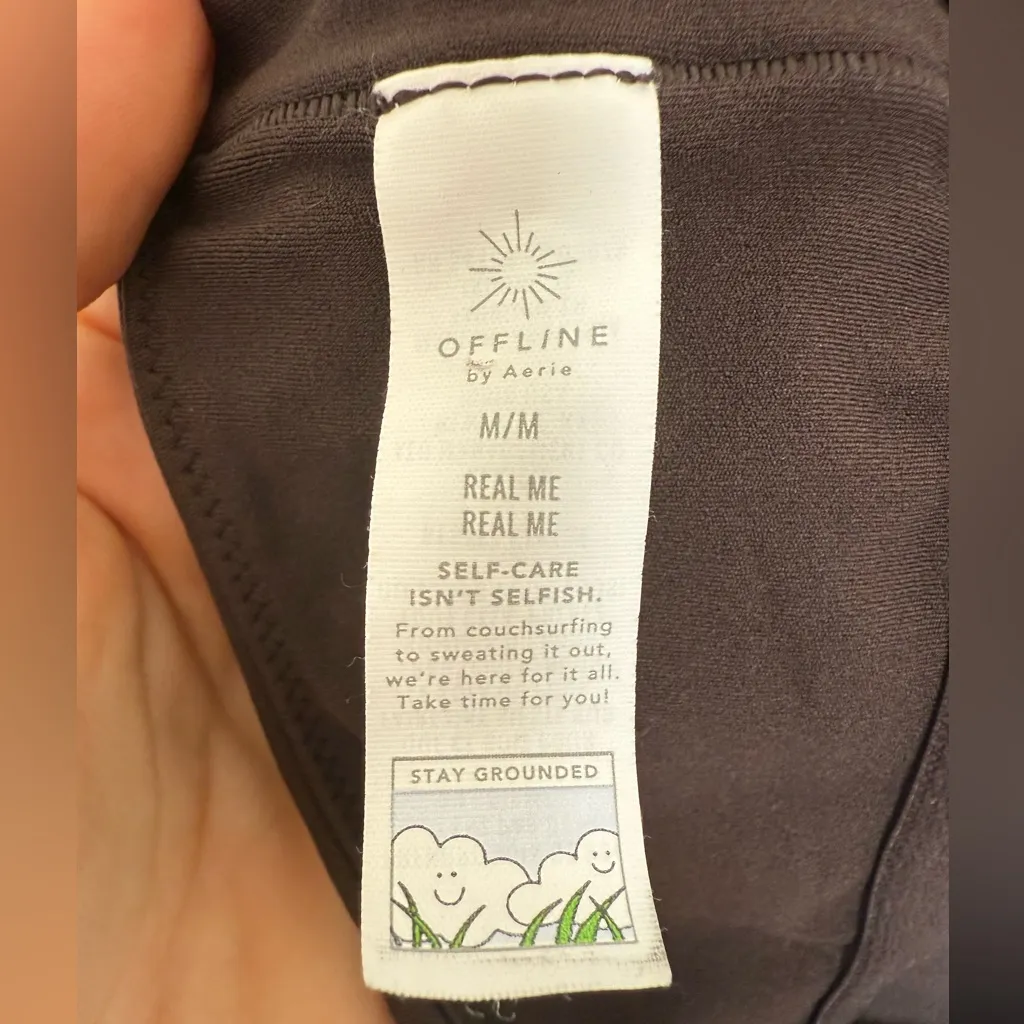 OFFLINE
by Aerie
M/M
REAL ME
REAL ME
SELF-CARE
ISN'T SELFISH.
From couchsurfing
to sweating it out,
we're here for it all.
Take time for you!
STAY GROUNDED